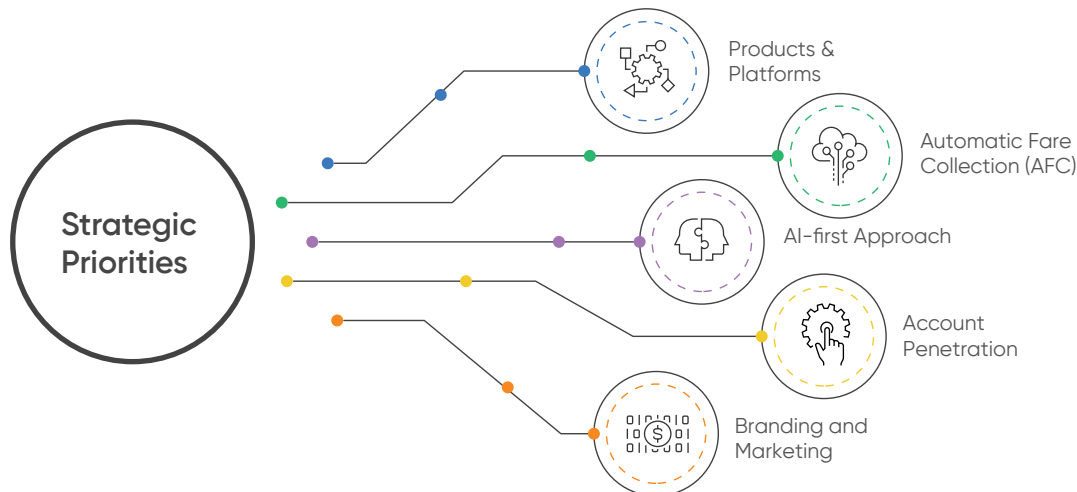 Strategic
Priorities
Products &
Platforms
Automatic Fare
Collection (AFC)
AI-first Approach
Account
Penetration
$
Branding and
Marketing